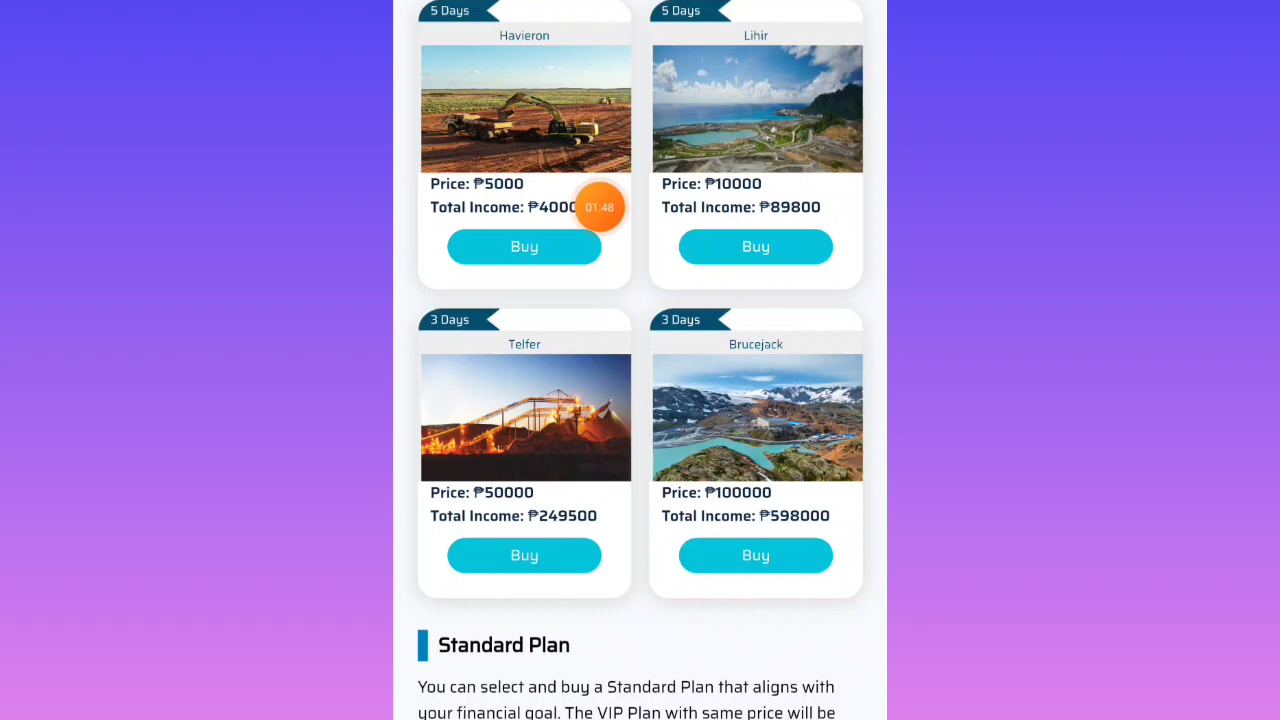 5 Days
Havieron
Price: ₱5000
Total Income: ₱4000
01:48
Buy
5 Days
Lihir
Price: ₱10000
Total Income: ₱89800
Buy
3 Days
Telfer
Price: ₱50000
Total Income: ₱249500
Buy
3 Days
Brucejack
Price: ₱100000
Total Income: ₱598000
Buy
Standard Plan
You can select and buy a Standard Plan that aligns with
your financial goal. The VIP Plan with same price will be